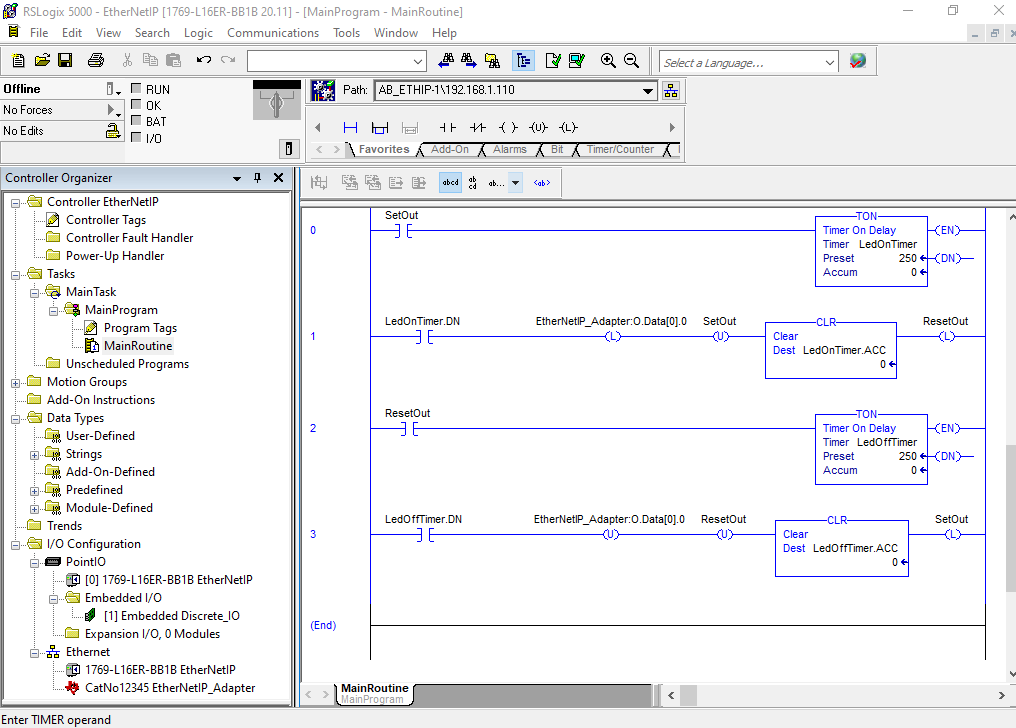 RSLogix 5000 - EtherNetIP [1769-L16ER-BB1B 20.11] - [MainProgram - MainRoutine]
File Edit View Search Logic Communications Tools Window Help
Select a Language...
Offline
No Forces
No Edits
RUN
OK
BAT
I/O
Path: AB_ETHIP-1\192.168.1.110
Favorites Add-On Alarms Bit Timer/Counter
Controller Organizer
Controller EtherNetIP
Controller Tags
Controller Fault Handler
Power-Up Handler
Tasks
MainTask
MainProgram
Program Tags
MainRoutine
Unscheduled Programs
Motion Groups
Add-On Instructions
Data Types
User-Defined
Strings
Add-On-Defined
Predefined
Module-Defined
Trends
I/O Configuration
PointIO
[0] 1769-L16ER-BB1B EtherNetIP
Embedded I/O
[1] Embedded Discrete_IO
Expansion I/O, 0 Modules
Ethernet
1769-L16ER-BB1B EtherNetIP
CatNo12345 EtherNetIP_Adapter
abcd ab cd ab... <ab>
SetOut TON
0 Timer On Delay (EN)
Timer LedOnTimer
Preset 250 (DN)
Accum 0
LedOnTimer.DN EtherNetIP_Adapter:O.Data[0].0 SetOut CLR ResetOut
1 (L) (U) Clear (L)
Dest LedOnTimer.ACC
0
ResetOut TON
2 Timer On Delay (EN)
Timer LedOffTimer
Preset 250 (DN)
Accum 0
LedOffTimer.DN EtherNetIP_Adapter:O.Data[0].0 ResetOut CLR SetOut
3 (U) (U) Clear (L)
Dest LedOffTimer.ACC
0
(End)
MainRoutine
MainProgram
Enter TIMER operand